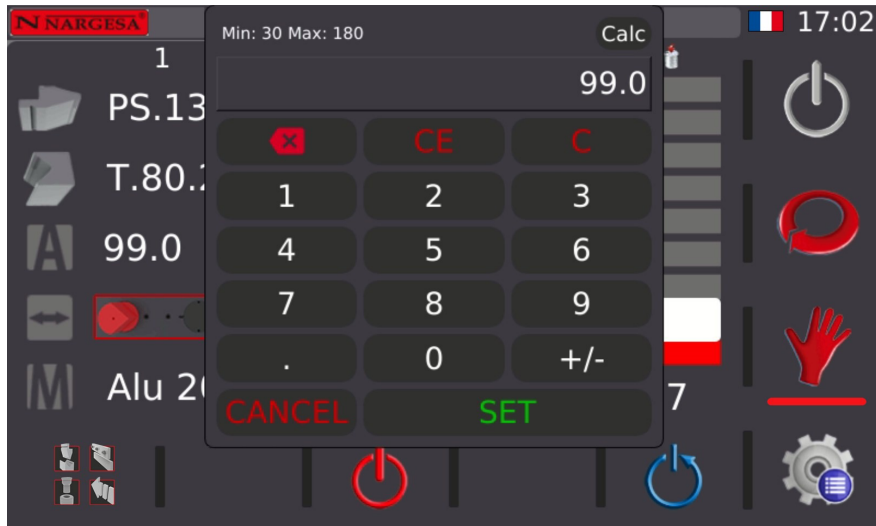 NARGESA
17:02
Min: 30 Max: 180
Calc
99.0
1
PS.13
T.80.
99.0
Alu 2
7
CE C
1 2 3
4 5 6
7 8 9
. 0 +/-
CANCEL SET